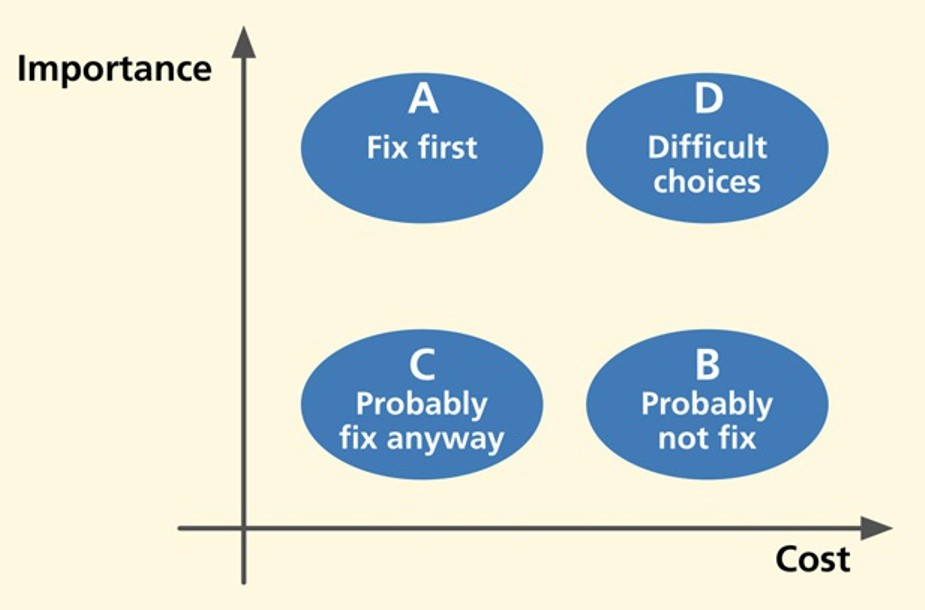 Importance
A
Fix first
D
Difficult
choices
C
Probably
fix anyway
B
Probably
not fix
Cost